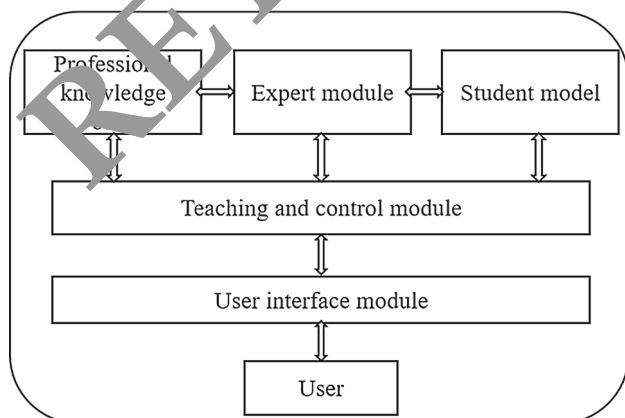 Professional
knowledge
Expert module
Student model
Teaching and control module
User interface module
User